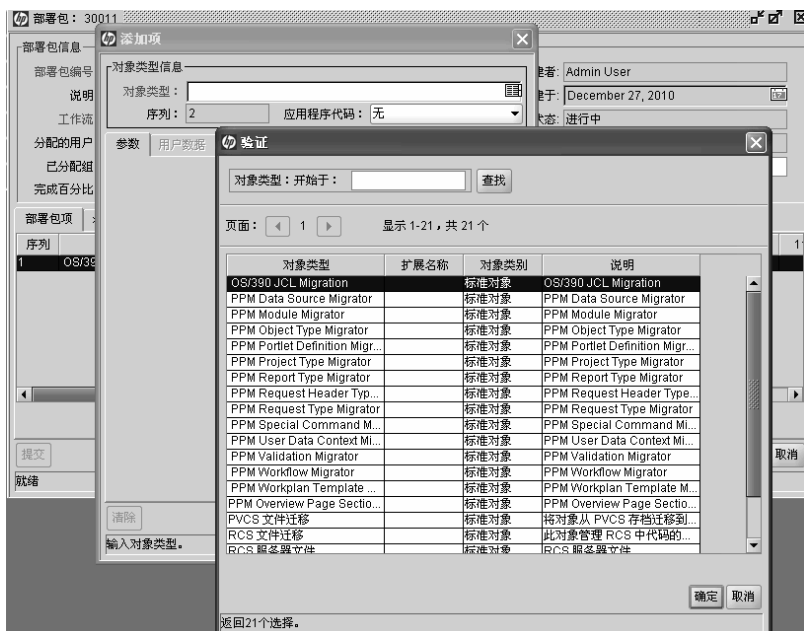 部署包： 30011
添加项
部署包信息
部署包编号
说明
工作流
分配的用户
已分配组
完成百分比
对象类型信息
对象类型：
序列： 2 应用程序代码： 无
建者: Admin User
建于: December 27, 2010
状态: 进行中
参数 用户数据
部署包项
序列
1 OS/39
验证
对象类型：开始于： 查找
页面： 1 显示 1-21，共 21 个
对象类型 扩展名称 对象类别 说明
OS/390 JCL Migration 标准对象 OS/390 JCL Migration
PPM Data Source Migrator 标准对象 PPM Data Source Migrator
PPM Module Migrator 标准对象 PPM Module Migrator
PPM Object Type Migrator 标准对象 PPM Object Type Migrator
PPM Portlet Definition Migr... 标准对象 PPM Portlet Definition Migr...
PPM Project Type Migrator 标准对象 PPM Project Type Migrator
PPM Report Type Migrator 标准对象 PPM Report Type Migrator
PPM Request Header Typ... 标准对象 PPM Request Header Type...
PPM Request Type Migrator 标准对象 PPM Request Type Migrator
PPM Special Command M... 标准对象 PPM Special Command Mi...
PPM User Data Context Mi... 标准对象 PPM User Data Context Mi...
PPM Validation Migrator 标准对象 PPM Validation Migrator
PPM Workflow Migrator 标准对象 PPM Workflow Migrator
PPM Workplan Template ... 标准对象 PPM Workplan Template M...
PPM Overview Page Sectio... 标准对象 PPM Overview Page Sectio...
PVCS 文件迁移 标准对象 将对象从 PVCS 存档迁移到...
RCS 文件迁移 标准对象 此对象管理 RCS 中代码的...
RCS 服务器文件 标准对象 RCS 服务器文件
确定 取消
返回21个选择。
清除
输入对象类型。
提交
取消
就绪